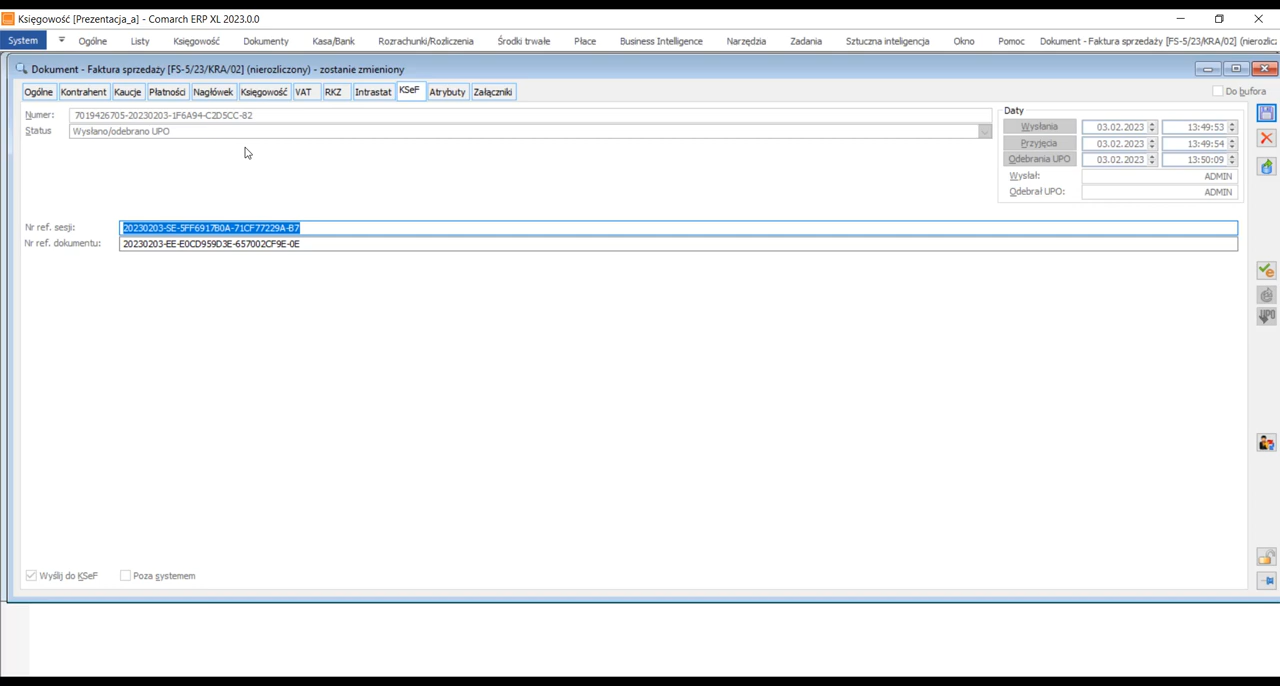 Księgowość [Prezentacja_a] - Comarch ERP XL 2023.0.0
System Ogólne Listy Księgowość Dokumenty Kasa/Bank Rozrachunki/Rozliczenia Środki trwałe Płace Business Intelligence Narzędzia Zadania Sztuczna inteligencja Okno Pomoc Dokument - Faktura sprzedaży [FS-5/23/KRA/02] (nierozlicz
Dokument - Faktura sprzedaży [FS-5/23/KRA/02] (nierozliczony) - zostanie zmieniony
Ogólne Kontrahent Kaucje Płatności Nagłówek Księgowość VAT RKZ Intrastat KSeF Atrybuty Załączniki Do bufora
Numer: 7019426705-20230203-1F6A94-C2D5CC-82
Status Wysłano/odebrano UPO
Daty
Wysłania 03.02.2023 13:49:53
Przyjęcia 03.02.2023 13:49:54
Odebrania UPO 03.02.2023 13:50:09
Wysłał: ADMIN
Odebrał UPO: ADMIN
Nr ref. sesji: 20230203-SE-5FF6917B0A-71CF77229A-B7
Nr ref. dokumentu: 20230203-EE-E0CD959D3E-657002CF9E-0E
UPO
Wyślij do KSeF Poza systemem